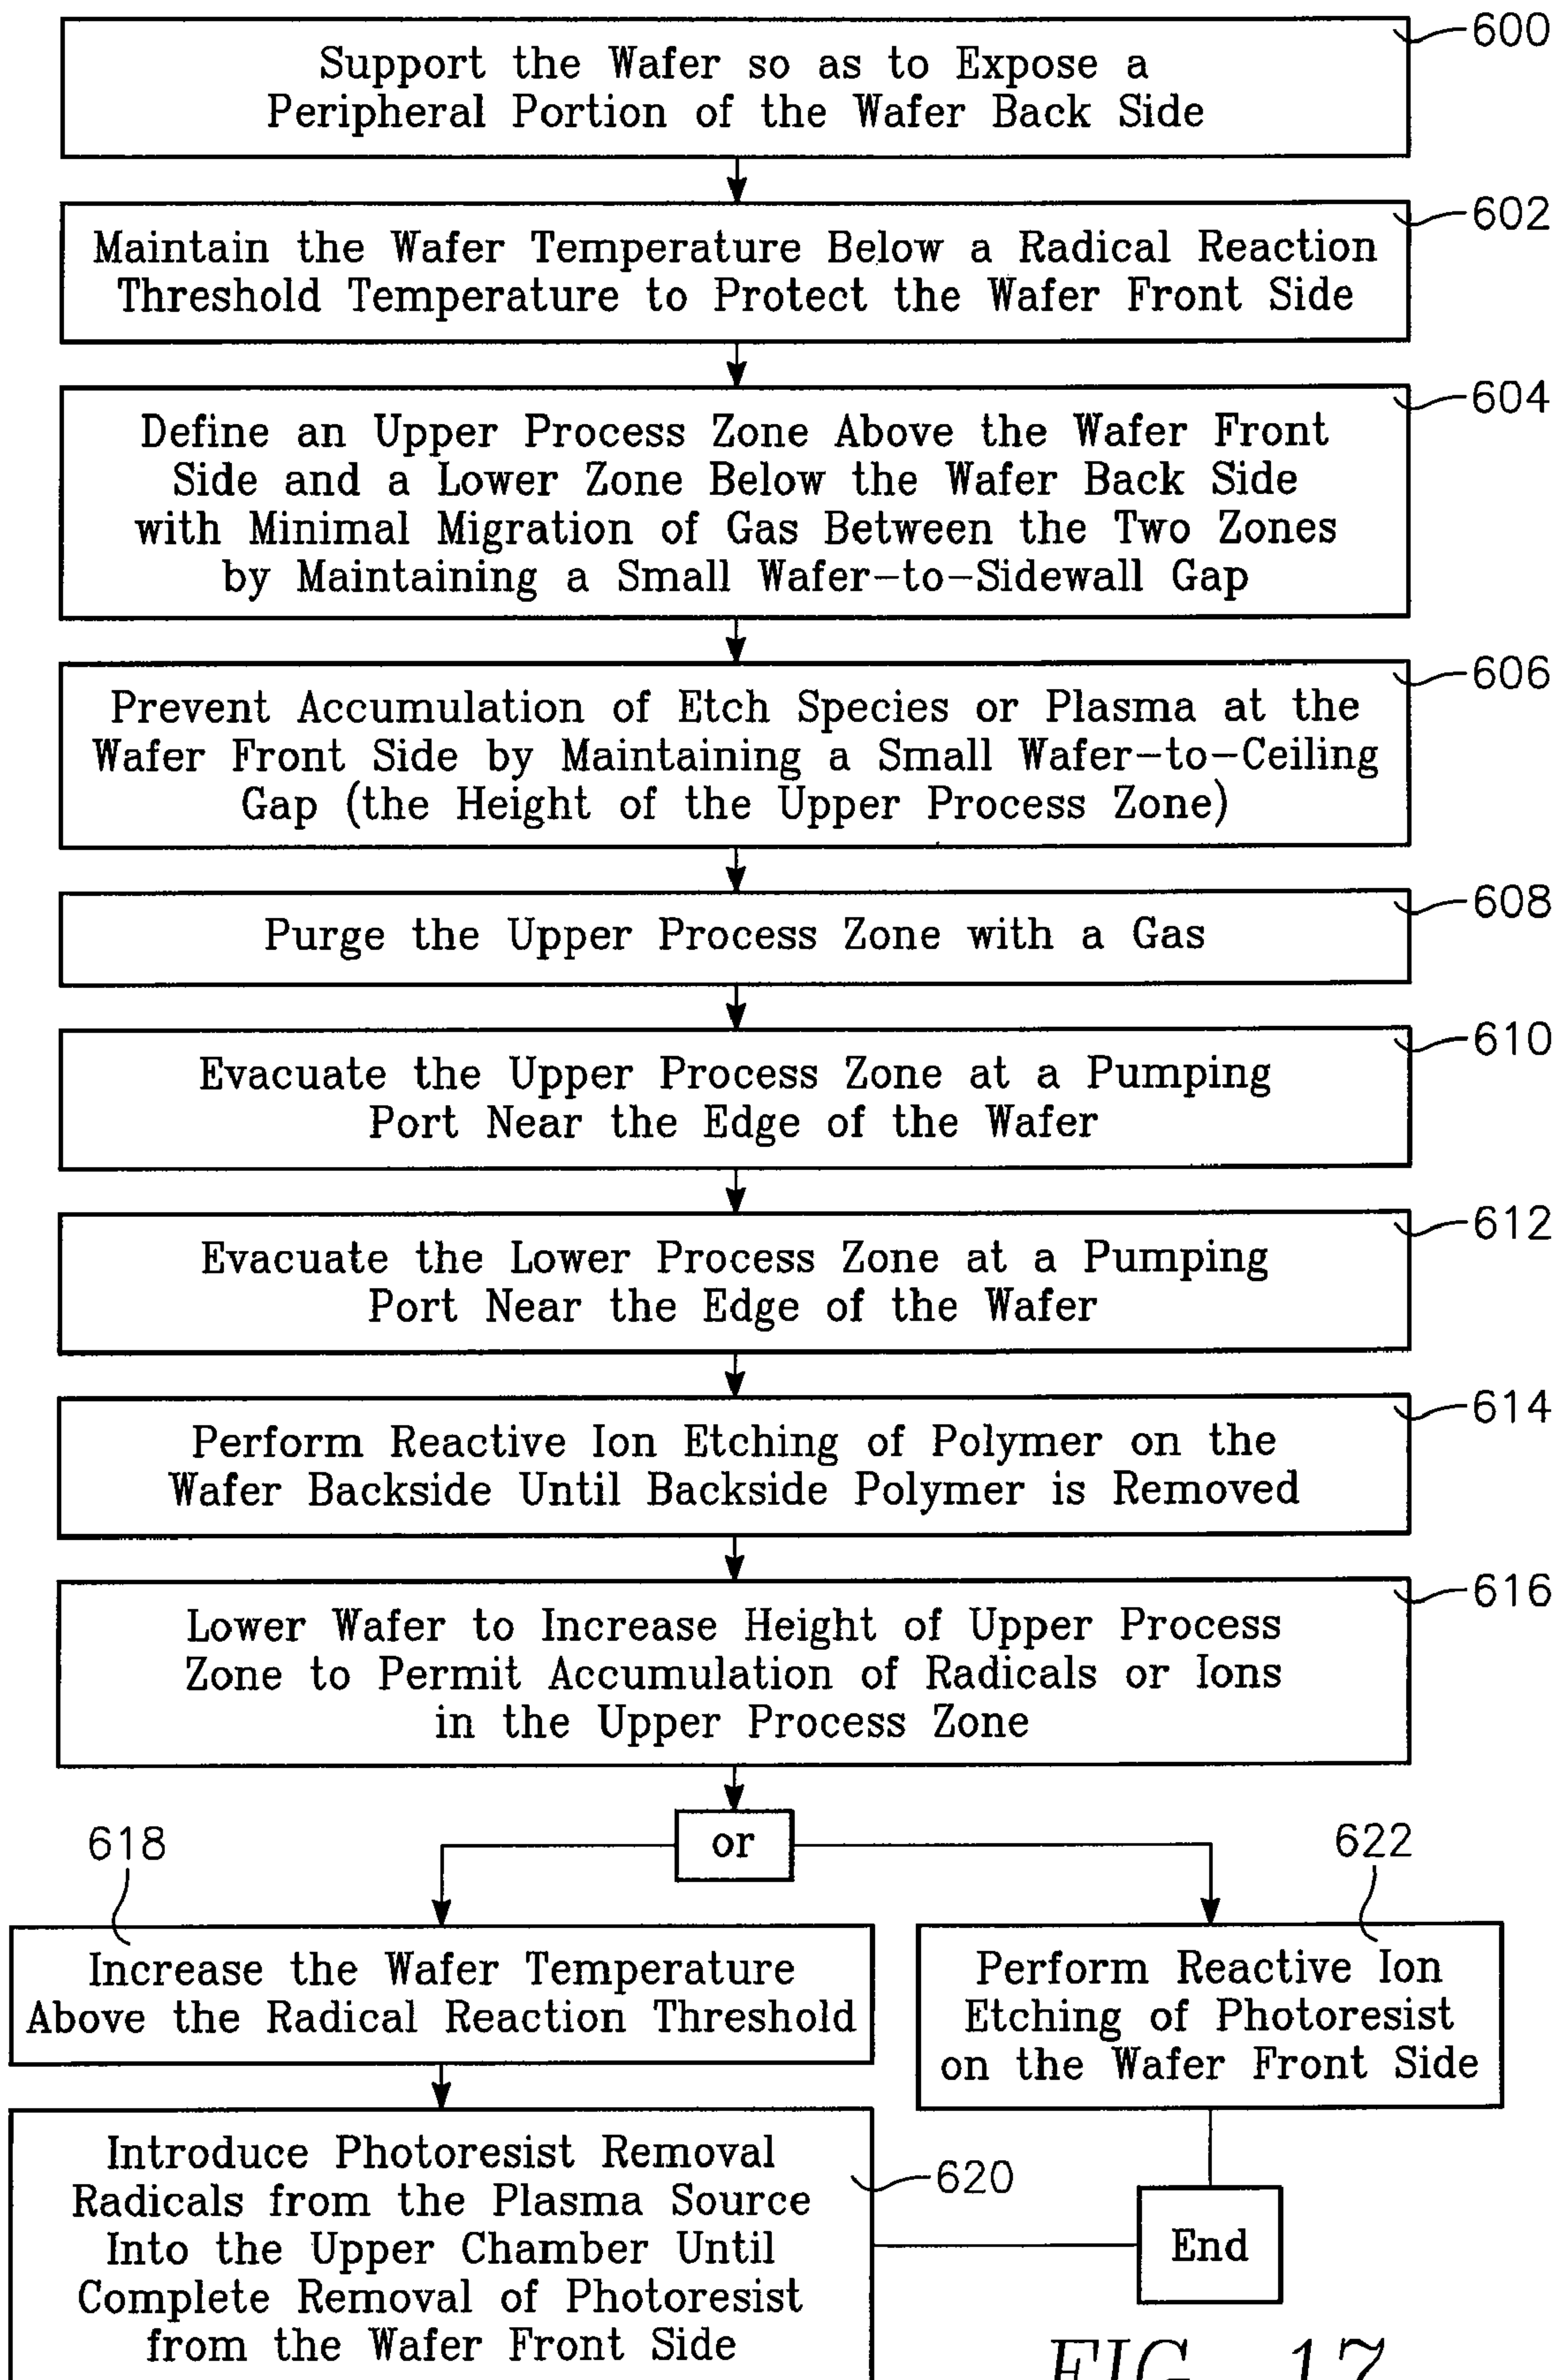 600
Support the Wafer so as to Expose a
Peripheral Portion of the Wafer Back Side
602
Maintain the Wafer Temperature Below a Radical Reaction
Threshold Temperature to Protect the Wafer Front Side
604
Define an Upper Process Zone Above the Wafer Front
Side and a Lower Zone Below the Wafer Back Side
with Minimal Migration of Gas Between the Two Zones
by Maintaining a Small Wafer-to-Sidewall Gap
606
Prevent Accumulation of Etch Species or Plasma at the
Wafer Front Side by Maintaining a Small Wafer-to-Ceiling
Gap (the Height of the Upper Process Zone)
608
Purge the Upper Process Zone with a Gas
610
Evacuate the Upper Process Zone at a Pumping
Port Near the Edge of the Wafer
612
Evacuate the Lower Process Zone at a Pumping
Port Near the Edge of the Wafer
614
Perform Reactive Ion Etching of Polymer on the
Wafer Backside Until Backside Polymer is Removed
616
Lower Wafer to Increase Height of Upper Process
Zone to Permit Accumulation of Radicals or Ions
in the Upper Process Zone
or
618
Increase the Wafer Temperature
Above the Radical Reaction Threshold
622
Perform Reactive Ion
Etching of Photoresist
on the Wafer Front Side
620
Introduce Photoresist Removal
Radicals from the Plasma Source
Into the Upper Chamber Until
Complete Removal of Photoresist
from the Wafer Front Side
End
FIG. 17